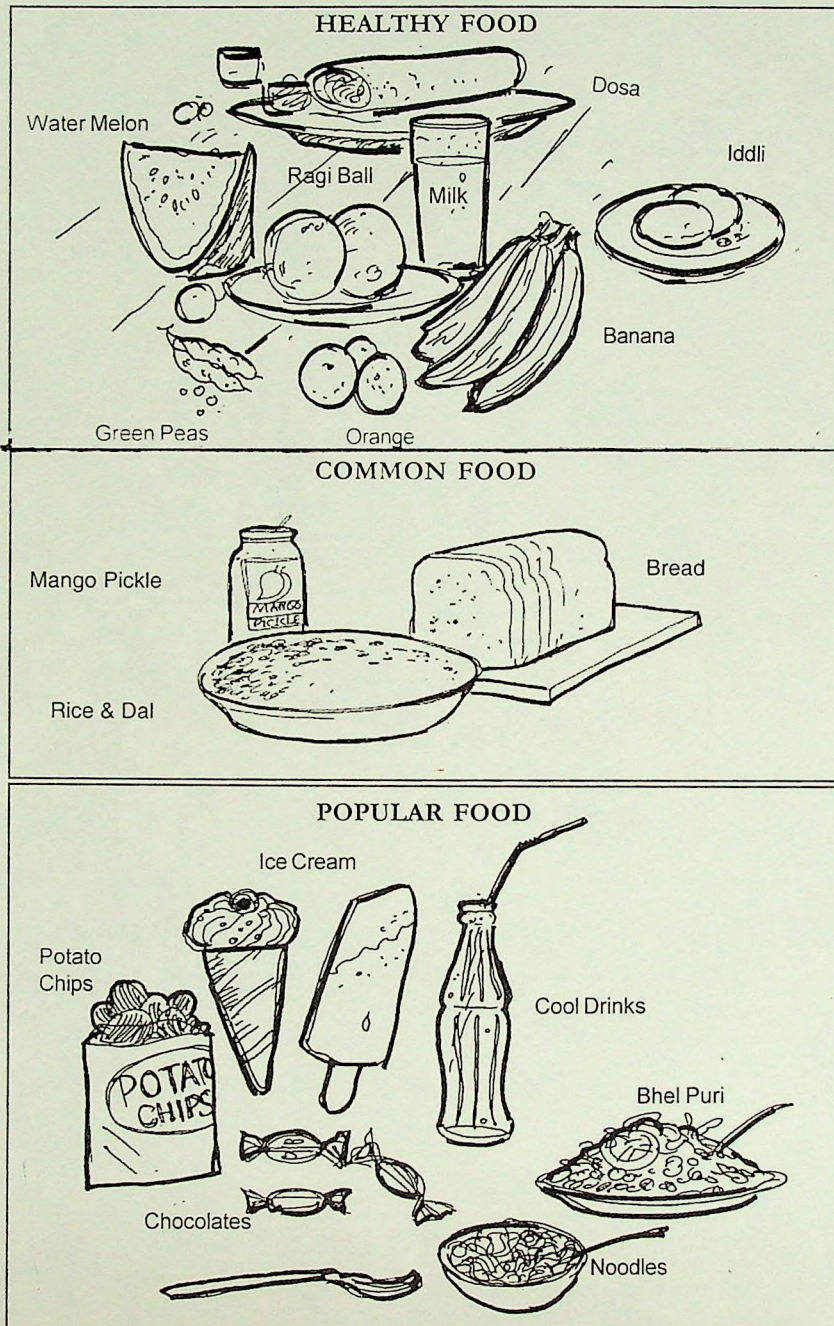 HEALTHY FOOD
Dosa
Water Melon
Iddli
Ragi Ball
Milk
Banana
Green Peas
Orange
COMMON FOOD
Mango Pickle
MANGO
PICICLE
Bread
Rice & Dal
POPULAR FOOD
Ice Cream
Potato
Chips
Cool Drinks
POTATO
CHIPS
Bhel Puri
Chocolates
Noodles